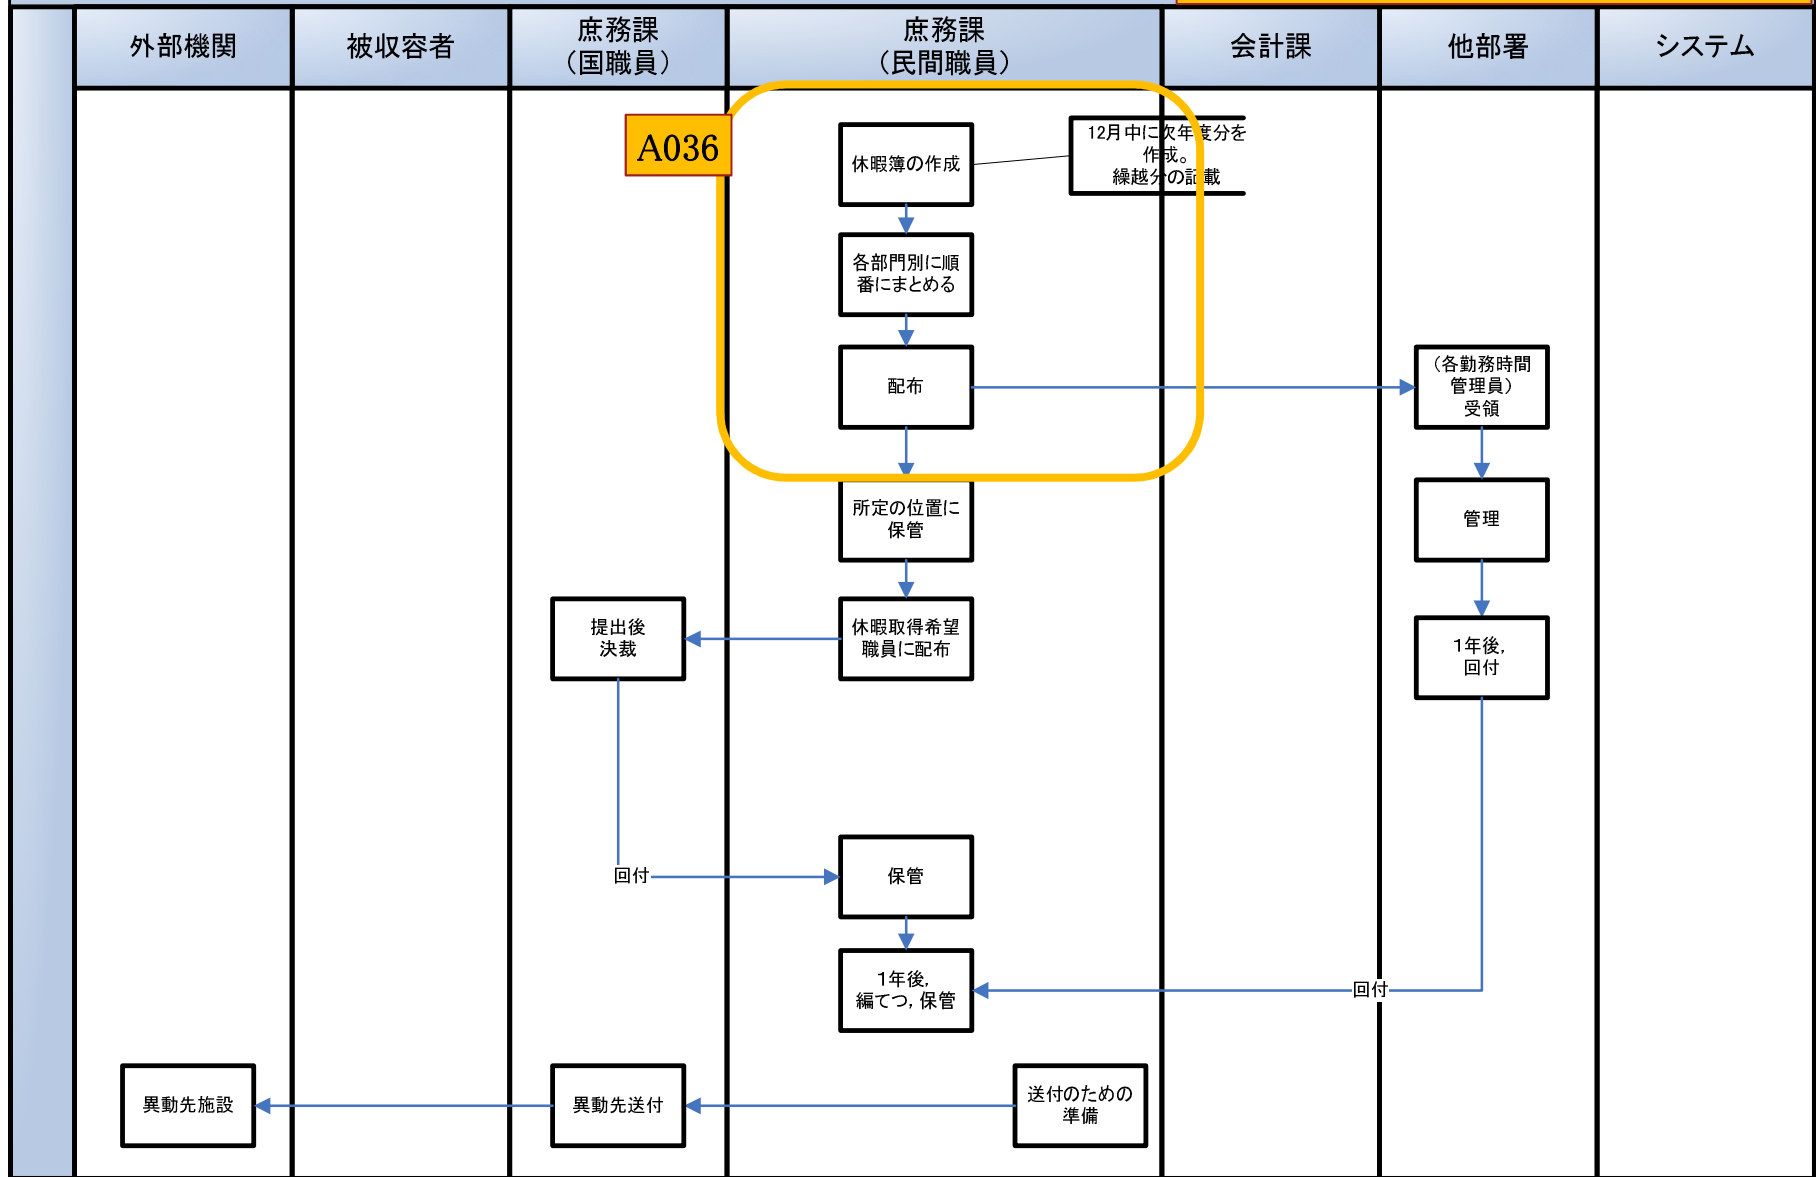 外部機関
被収容者
庶務課
（国職員）
庶務課
（民間職員）
会計課
他部署
システム
A036
休暇簿の作成
12月中に次年度分を
作成。
繰越分の記載
各部門別に順
番にまとめる
配布
（各勤務時間
管理員）
受領
所定の位置に
保管
管理
提出後
決裁
休暇取得希望
職員に配布
1年後，
回付
回付
保管
1年後，
編てつ，保管
回付
異動先施設
異動先送付
送付のための
準備